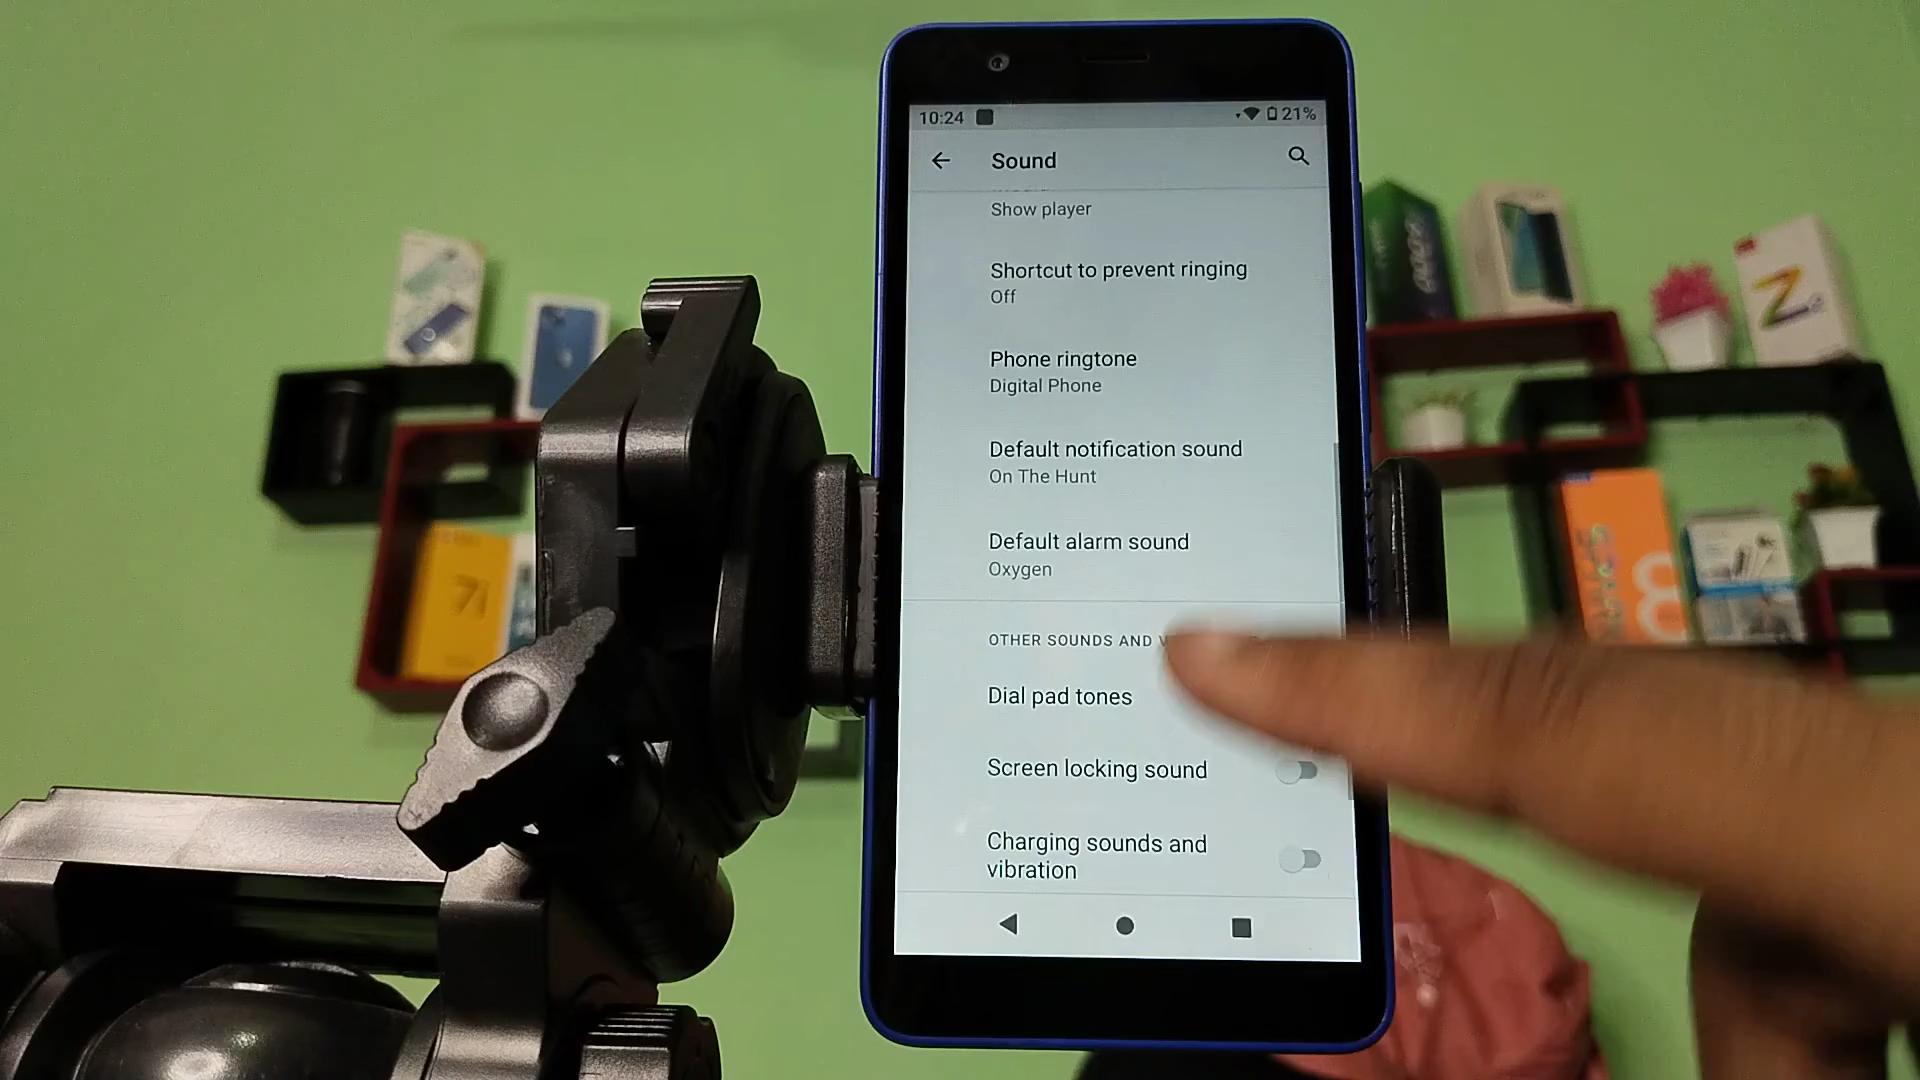 10:24 21%
Sound
Show player
Shortcut to prevent ringing
Off
Phone ringtone
Digital Phone
Default notification sound
On The Hunt
Default alarm sound
Oxygen
OTHER SOUNDS AND
Dial pad tones
Screen locking sound
Charging sounds and
vibration
7i
8